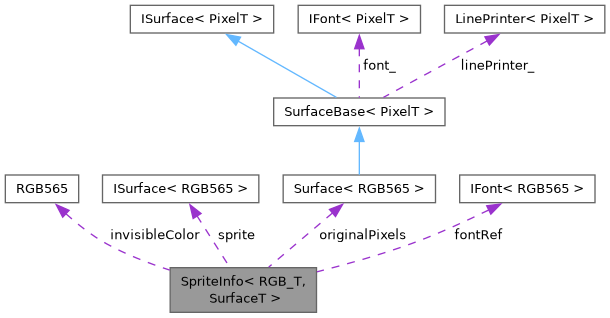 ISurface< PixelT >
IFont< PixelT >
LinePrinter< PixelT >
font_
linePrinter_
SurfaceBase< PixelT >
RGB565
ISurface< RGB565 >
Surface< RGB565 >
IFont< RGB565 >
invisibleColor
sprite
originalPixels
fontRef
SpriteInfo< RGB_T,
SurfaceT >